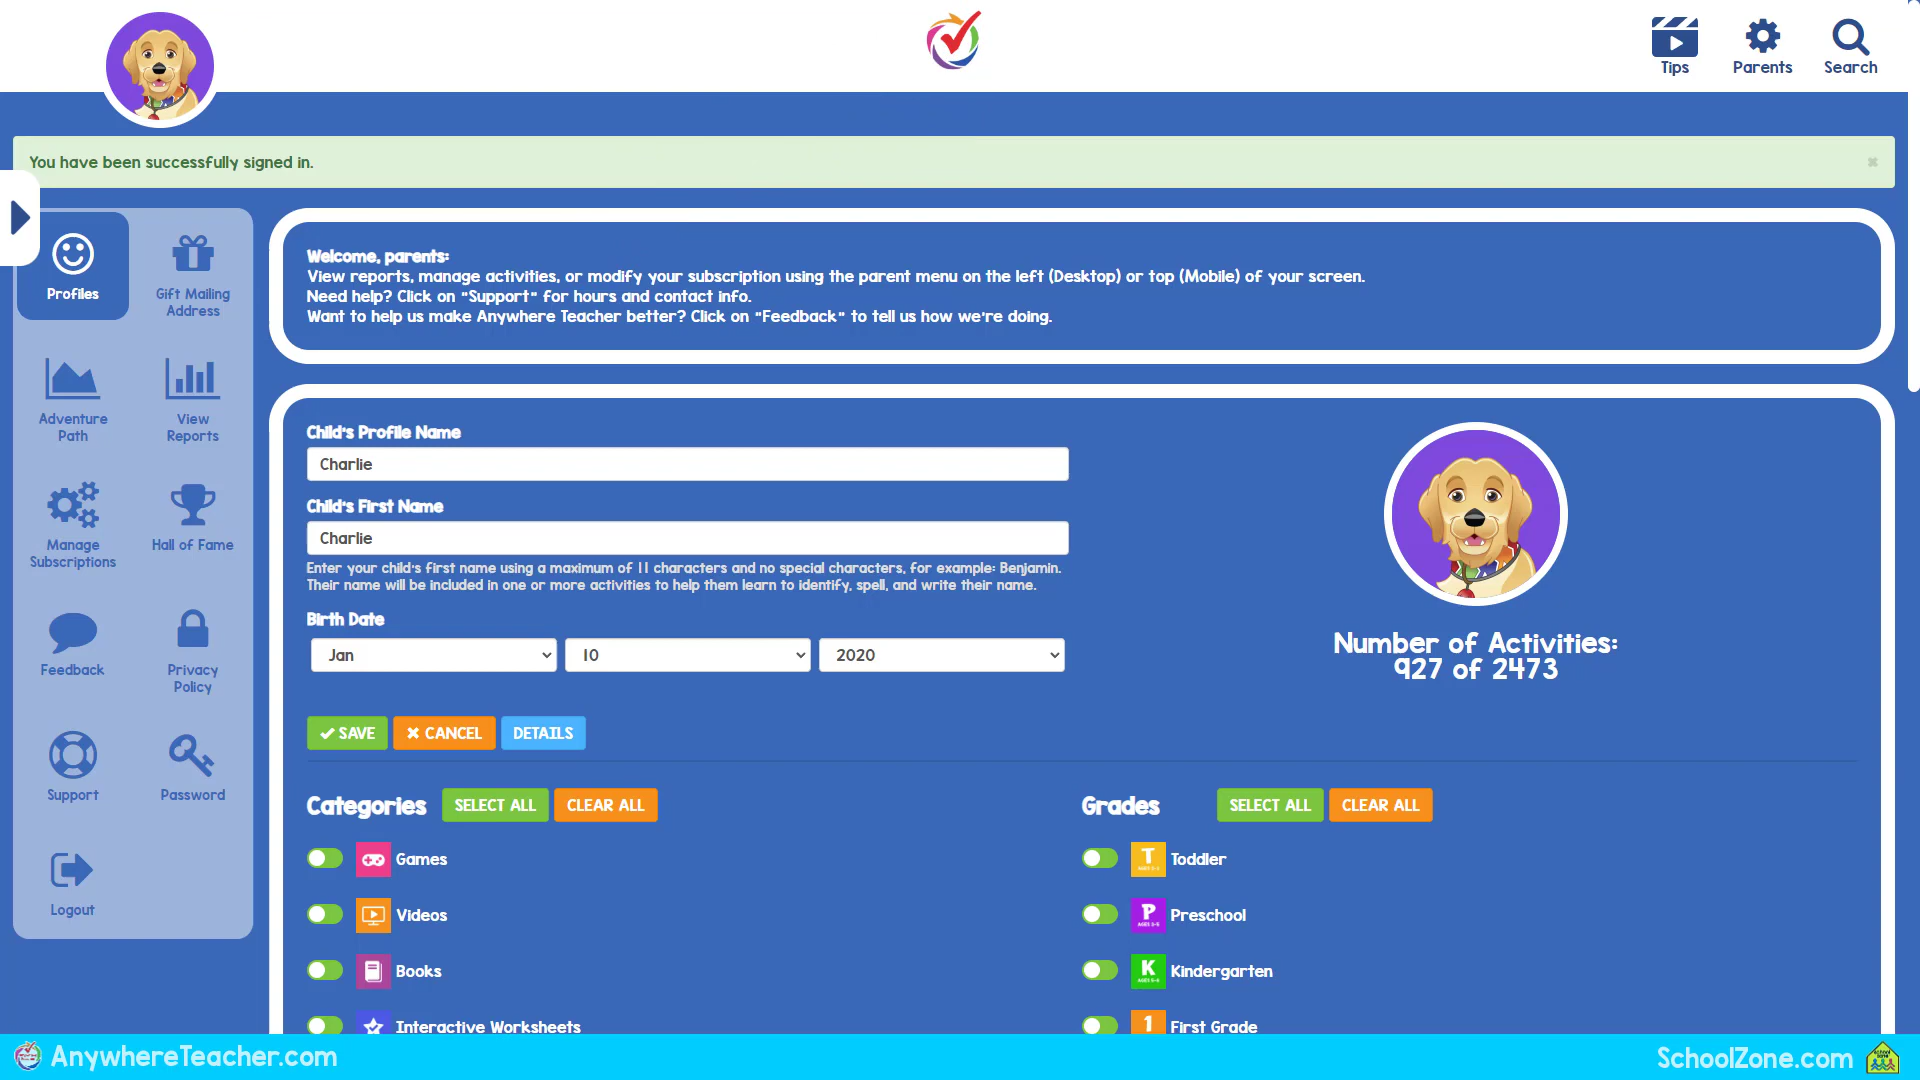 Tips
Parents
Search
You have been successfully signed in.
Profiles
Gift Mailing
Address
Adventure
Path
View
Reports
Manage
Subscriptions
Hall of Fame
Feedback
Privacy
Policy
Support
Password
Logout
Welcome, parents:
View reports, manage activities, or modify your subscription using the parent menu on the left (Desktop) or top (Mobile) of your screen.
Need help? Click on "Support" for hours and contact info.
Want to help us make Anywhere Teacher better? Click on "Feedback" to tell us how we're doing.
Child's Profile Name
Charlie
Child's First Name
Charlie
Enter your child's first name using a maximum of 11 characters and no special characters, for example: Benjamin.
Their name will be included in one or more activities to help them learn to identify, spell, and write their name.
Birth Date
Jan 10 2020
Number of Activities:
927 of 2473
SAVE CANCEL DETAILS
Categories SELECT ALL CLEAR ALL
Games
Videos
Books
Interactive Worksheets
Grades SELECT ALL CLEAR ALL
T Toddler
P Preschool
K Kindergarten
1 First Grade
AnywhereTeacher.com
SchoolZone.com